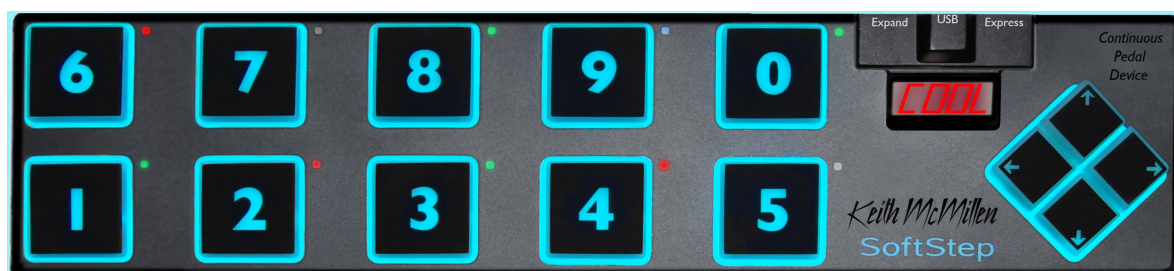 6 7 8 9 0
Expand USB Express
Continuous
Pedal
Device
COOL
1 2 3 4 5
Keith McMillen
SoftStep